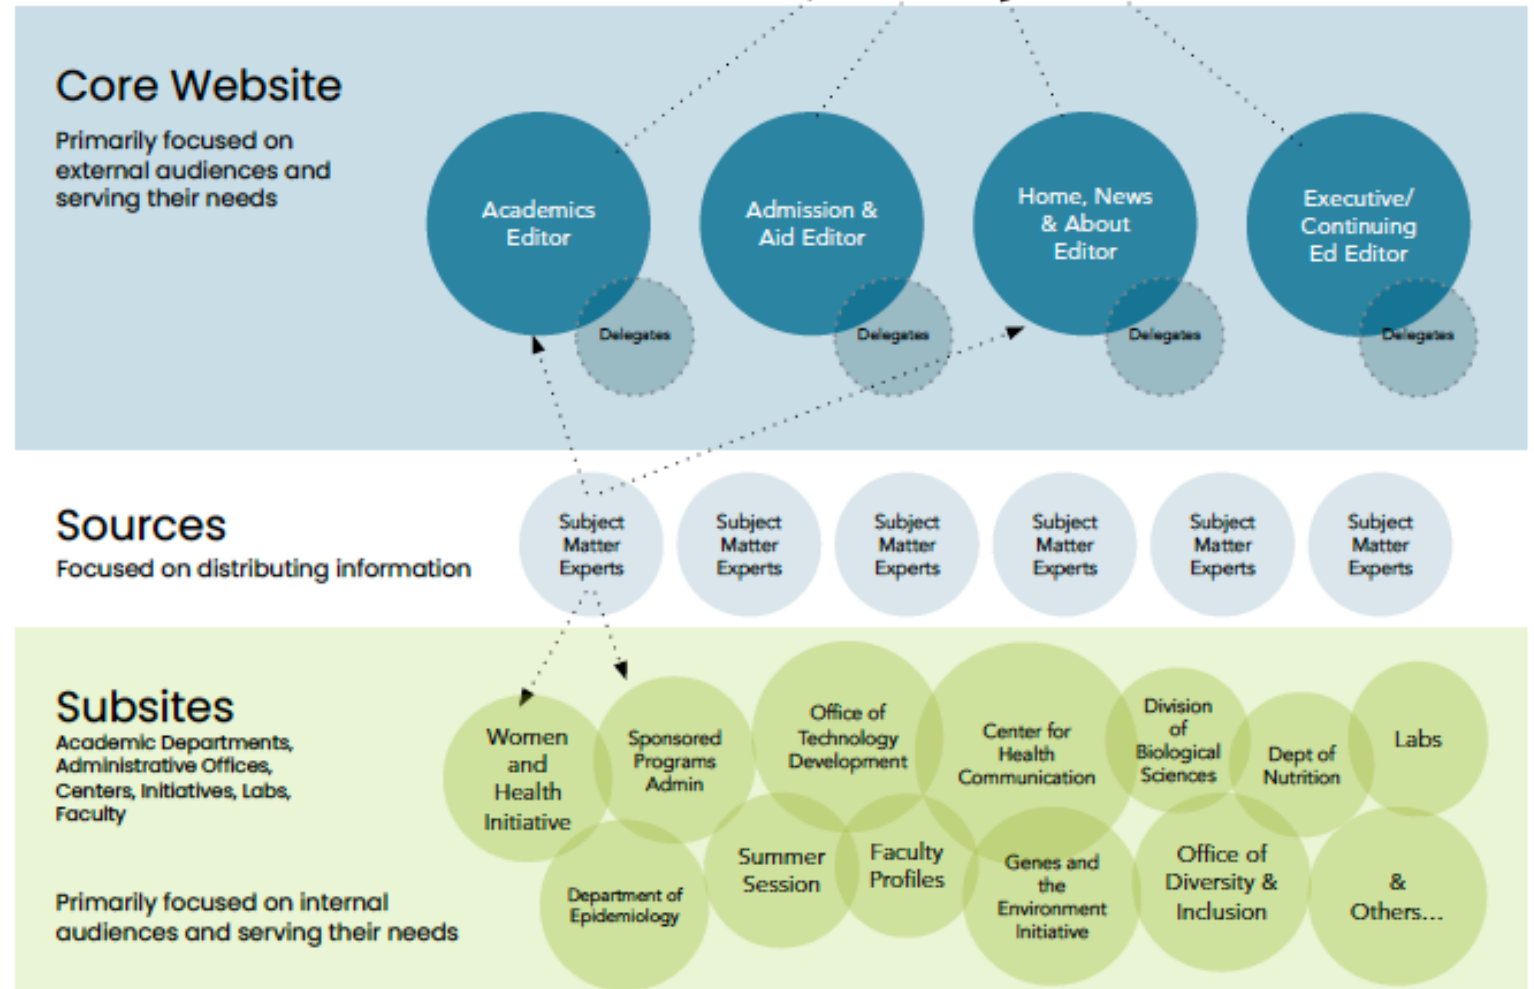 Core Website
Primarily focused on
external audiences and
serving their needs
Academics
Editor
Admission &
Aid Editor
Home, News
& About
Editor
Executive/
Continuing
Ed Editor
Delegates
Delegates
Delegates
Delegates
Sources
Focused on distributing information
Subject
Matter
Experts
Subject
Matter
Experts
Subject
Matter
Experts
Subject
Matter
Experts
Subject
Matter
Experts
Subject
Matter
Experts
Subsites
Academic Departments,
Administrative Offices,
Centers, Initiatives, Labs,
Faculty
Primarily focused on internal
audiences and serving their needs
Women
and
Health
Initiative
Sponsored
Programs
Admin
Office of
Technology
Development
Center for
Health
Communication
Division
of
Biological
Sciences
Dept of
Nutrition
Labs
Department of
Epidemiology
Summer
Session
Faculty
Profiles
Genes and
the
Environment
Initiative
Office of
Diversity &
Inclusion
&
Others...